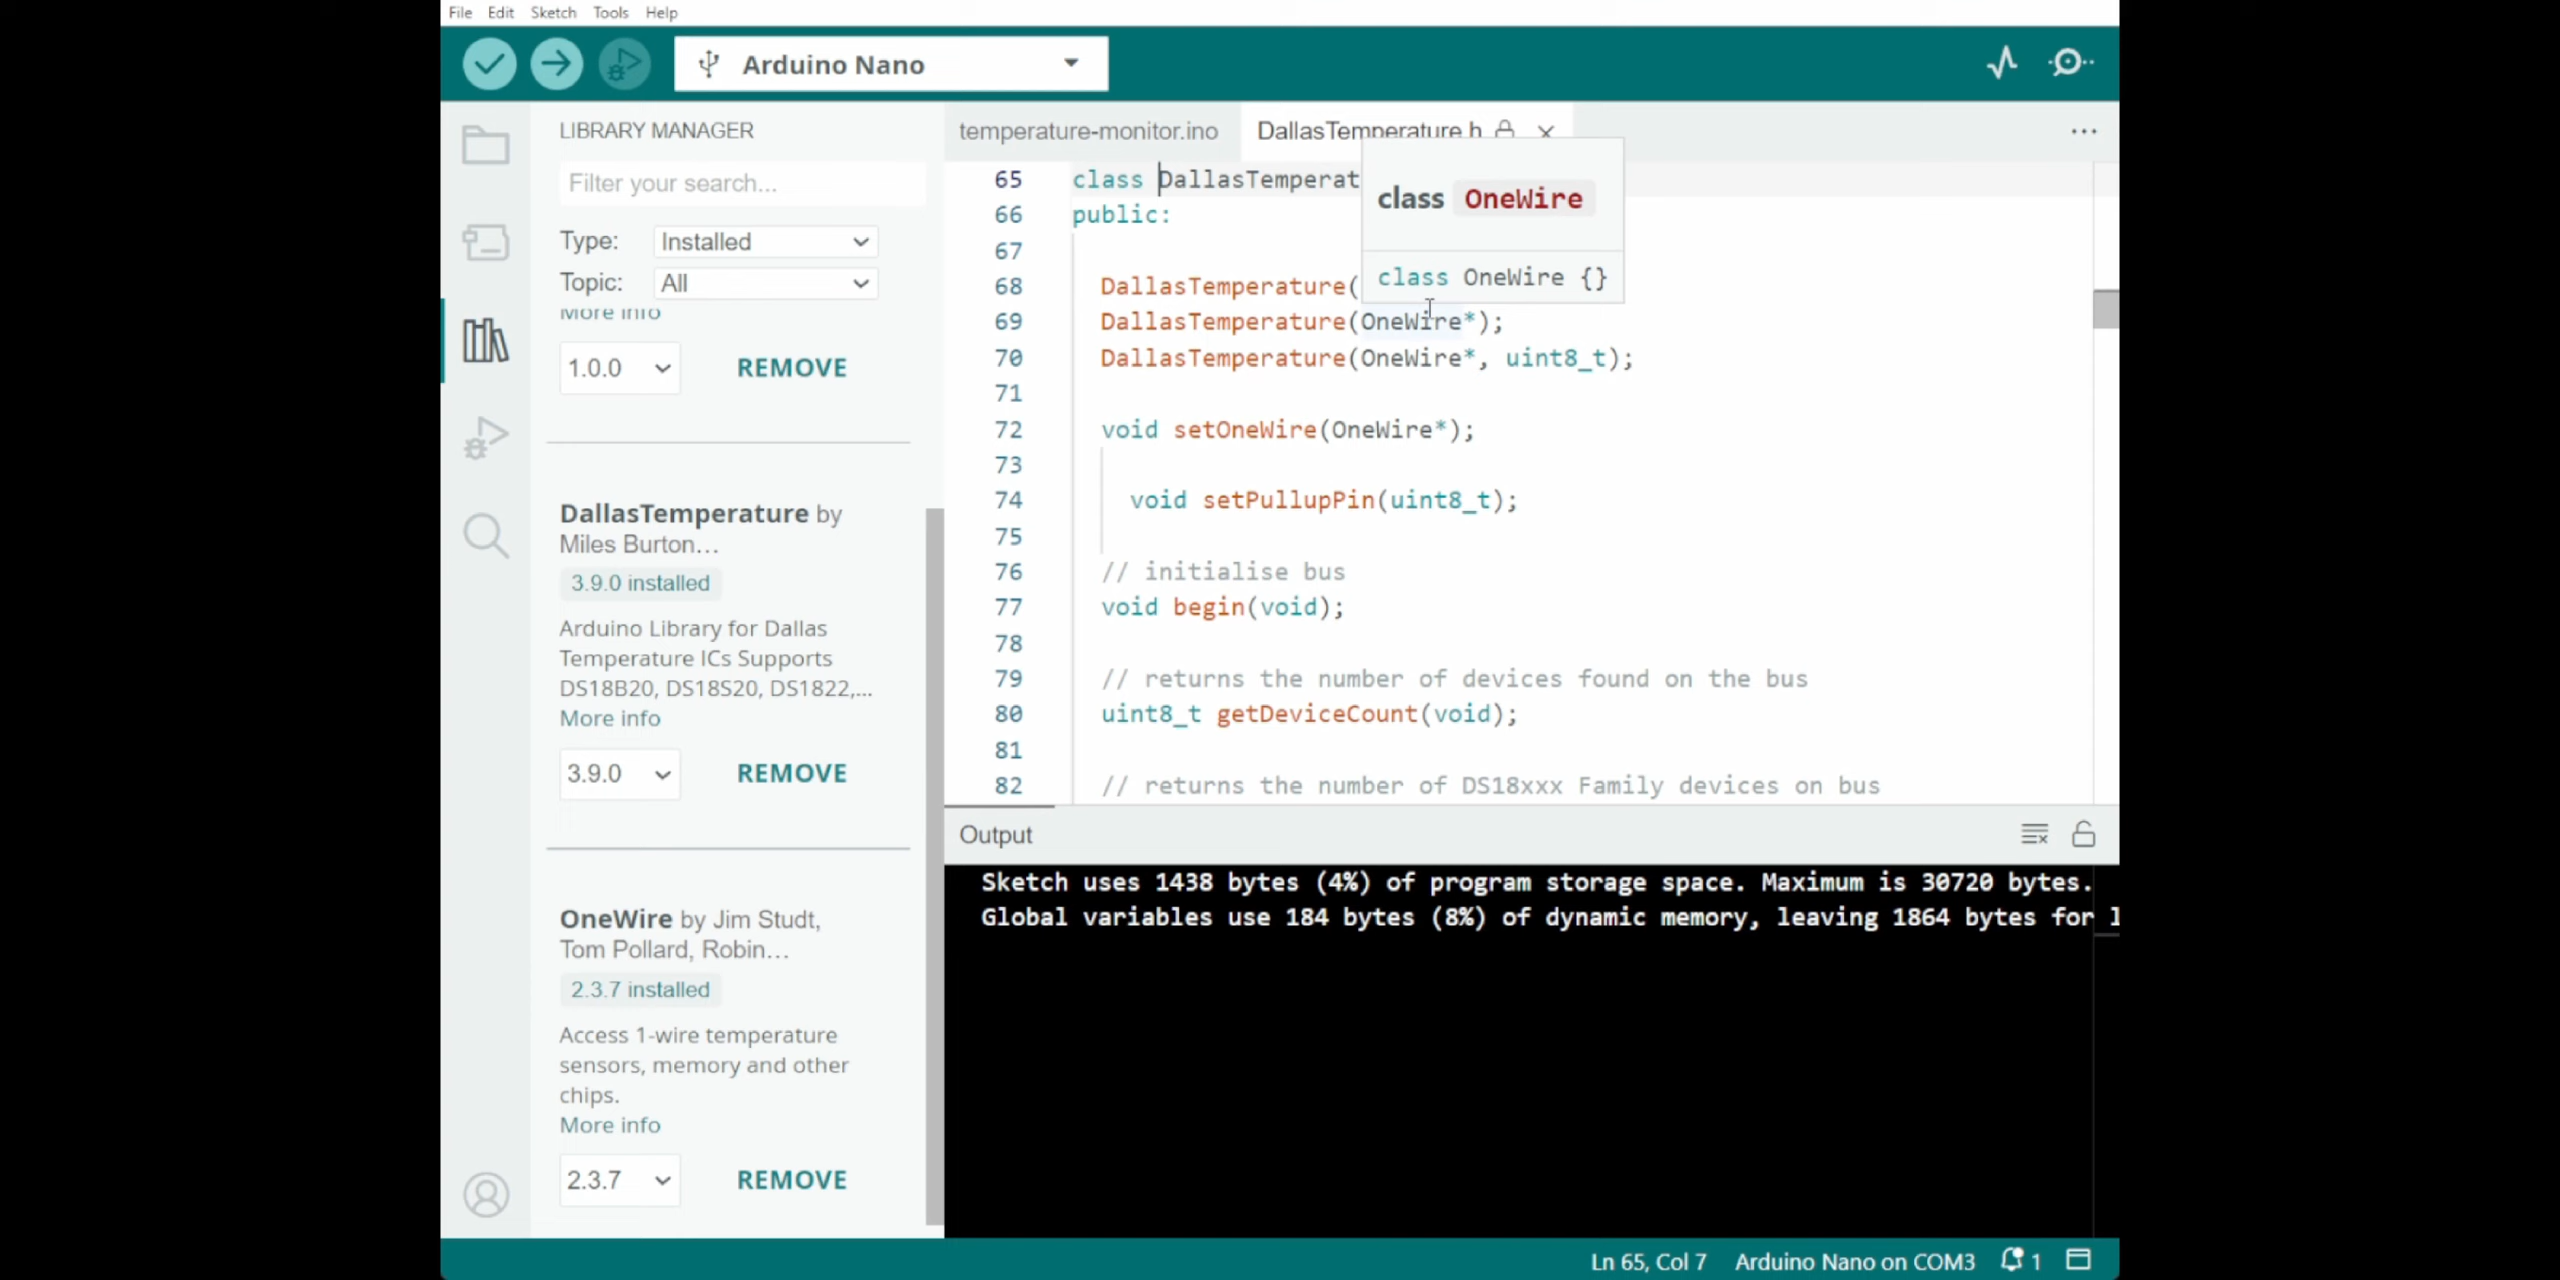 File Edit Sketch Tools Help
Arduino Nano
LIBRARY MANAGER
Filter your search...
Type: Installed
Topic: All
More info
1.0.0 REMOVE
DallasTemperature by
Miles Burton...
3.9.0 installed
Arduino Library for Dallas
Temperature ICs Supports
DS18B20, DS18S20, DS1822,...
More info
3.9.0 REMOVE
OneWire by Jim Studt,
Tom Pollard, Robin...
2.3.7 installed
Access 1-wire temperature
sensors, memory and other
chips.
More info
2.3.7 REMOVE
temperature-monitor.ino DallasTemperature.h
65 class DallasTemperat
class OneWire
class OneWire {}
66 public:
67
68 DallasTemperature(
69 DallasTemperature(OneWire*);
70 DallasTemperature(OneWire*, uint8_t);
71
72 void setOneWire(OneWire*);
73
74 void setPullupPin(uint8_t);
75
76 // initialise bus
77 void begin(void);
78
79 // returns the number of devices found on the bus
80 uint8_t getDeviceCount(void);
81
82 // returns the number of DS18xxx Family devices on bus
Output
Sketch uses 1438 bytes (4%) of program storage space. Maximum is 30720 bytes.
Global variables use 184 bytes (8%) of dynamic memory, leaving 1864 bytes for l
Ln 65, Col 7 Arduino Nano on COM3 1